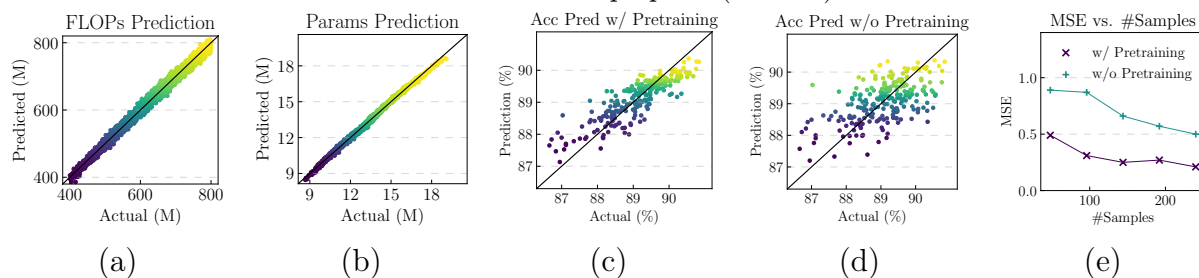 FLOPs Prediction
Predicted (M)
800
600
400
400 600 800
Actual (M)
(a)
Params Prediction
Predicted (M)
18
15
12
9
9 12 15 18
Actual (M)
(b)
Acc Pred w/ Pretraining
Prediction (%)
90
89
88
87
87 88 89 90
Actual (%)
(c)
Acc Pred w/o Pretraining
Prediction (%)
90
89
88
87
87 88 89 90
Actual (%)
(d)
MSE vs. #Samples
w/ Pretraining
w/o Pretraining
MSE
1.0
0.5
0.0
100 200
#Samples
(e)